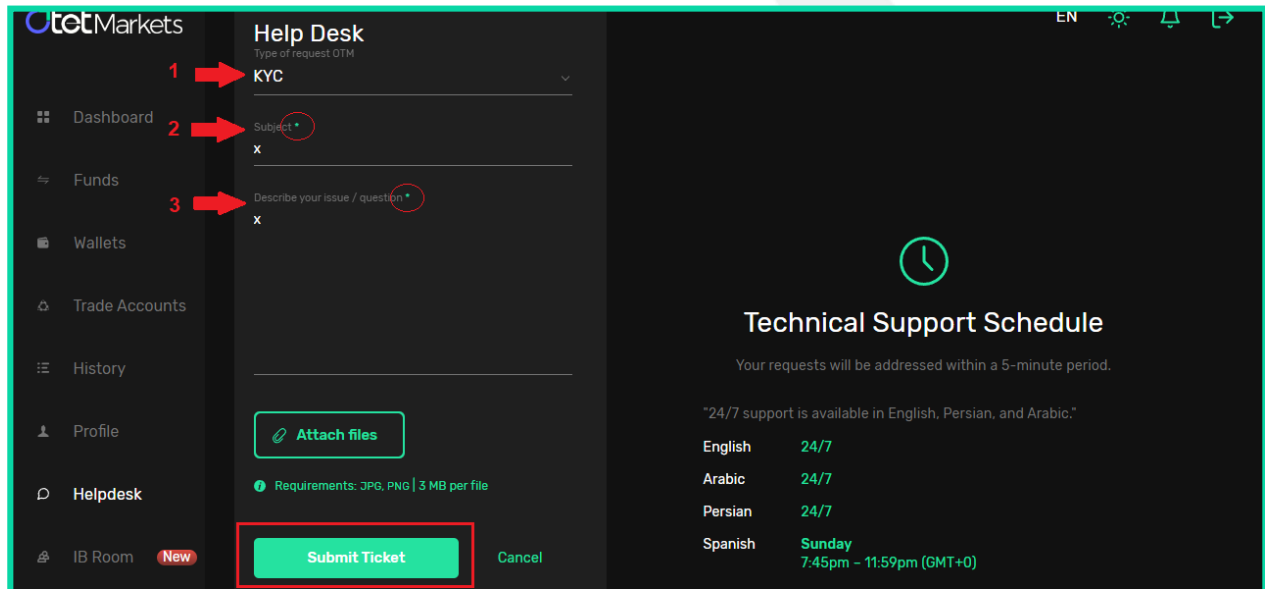 OtetMarkets
EN
Help Desk
Type of request OTM
1
KYC
Dashboard
2
Subject *
x
Funds
3
Describe your issue / question *
x
Wallets
Trade Accounts
History
Profile
Helpdesk
IB Room New
Attach files
Requirements: JPG, PNG | 3 MB per file
Submit Ticket Cancel
Technical Support Schedule
Your requests will be addressed within a 5-minute period.
"24/7 support is available in English, Persian, and Arabic."
English 24/7
Arabic 24/7
Persian 24/7
Spanish Sunday
7:45pm – 11:59pm (GMT+0)